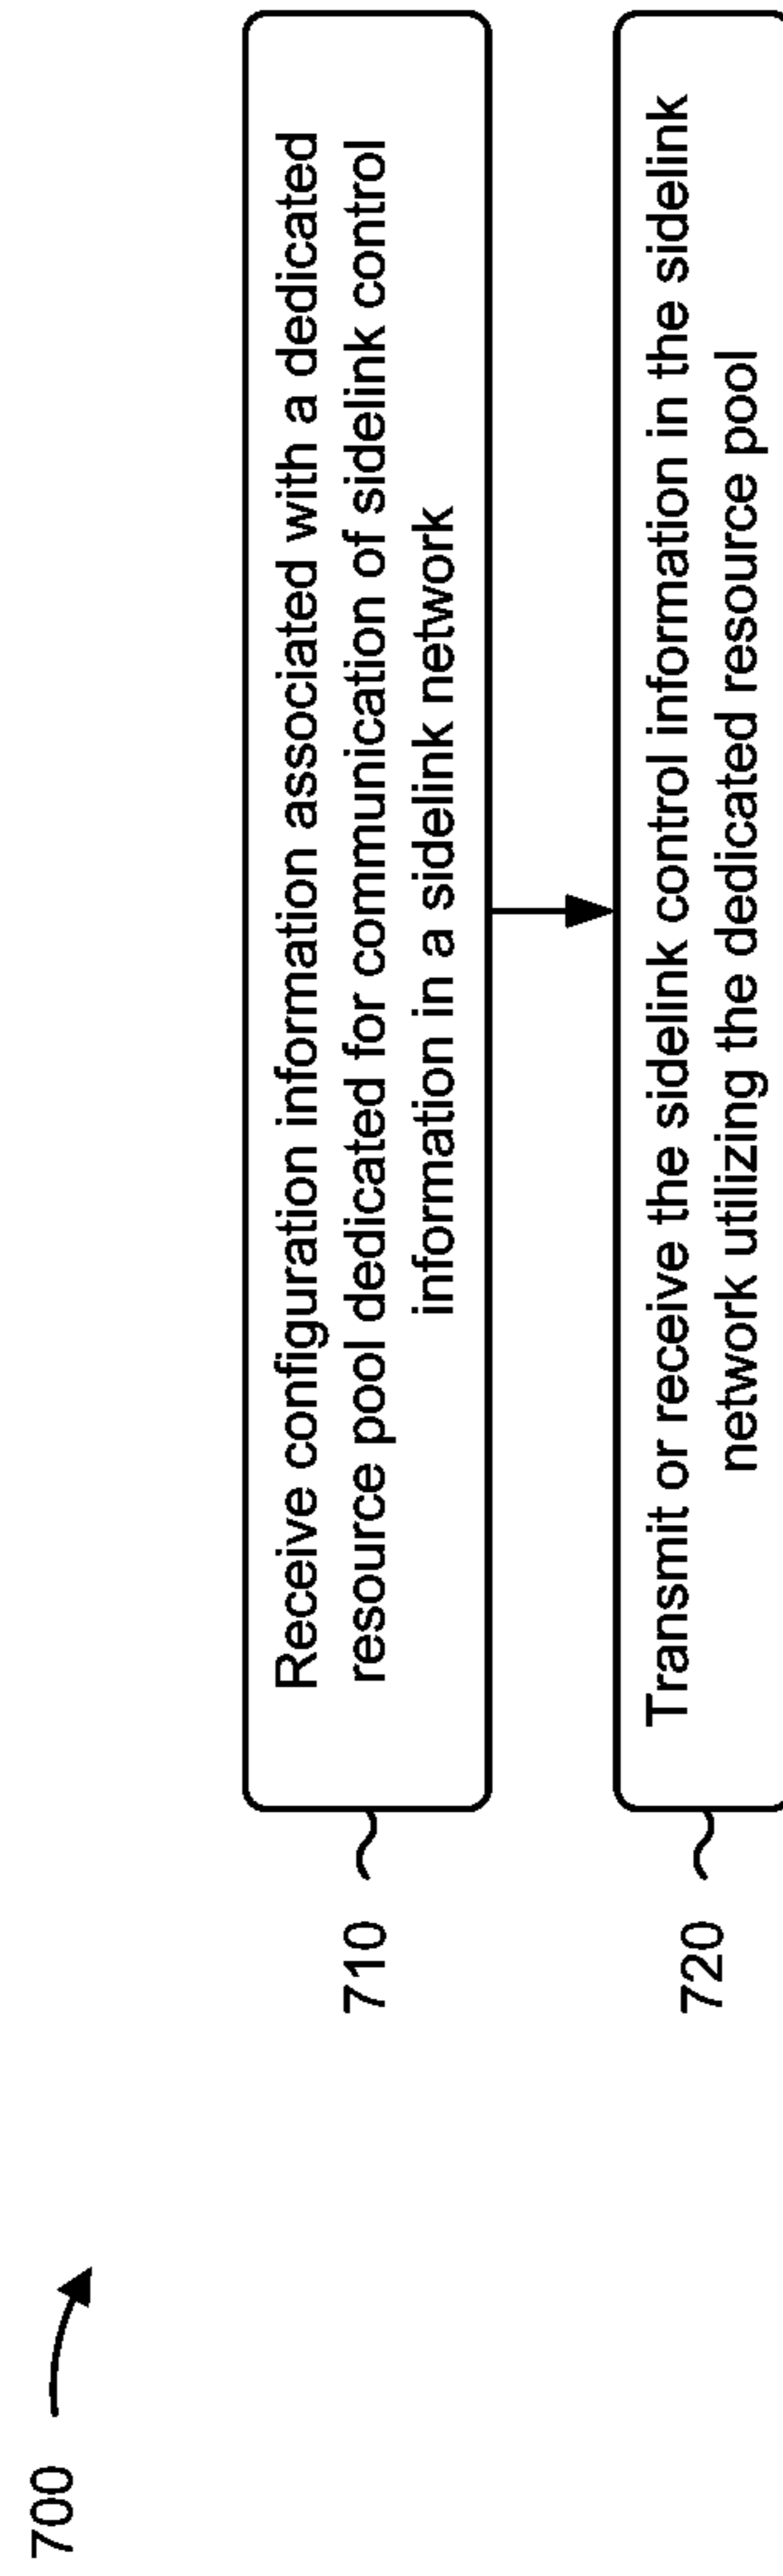 700
710
Receive configuration information associated with a dedicated
resource pool dedicated for communication of sidelink control
information in a sidelink network
720
Transmit or receive the sidelink control information in the sidelink
network utilizing the dedicated resource pool